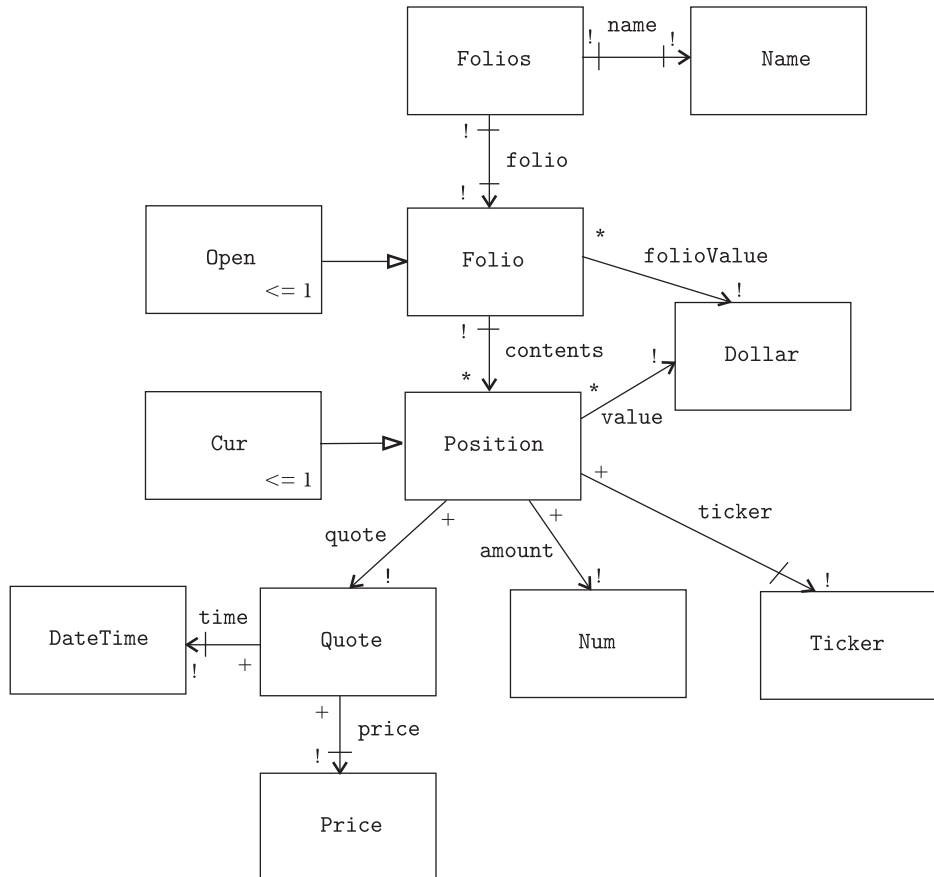 ! name !
Folios
Name
!
folio
!
Open
<= 1
Folio
*
folioValue
!
Dollar
!
contents
*
!
*
value
Cur
<= 1
Position
+
ticker
!
+
quote
!
+
amount
!
DateTime
time
!
+
Quote
Num
Ticker
+
price
!
Price